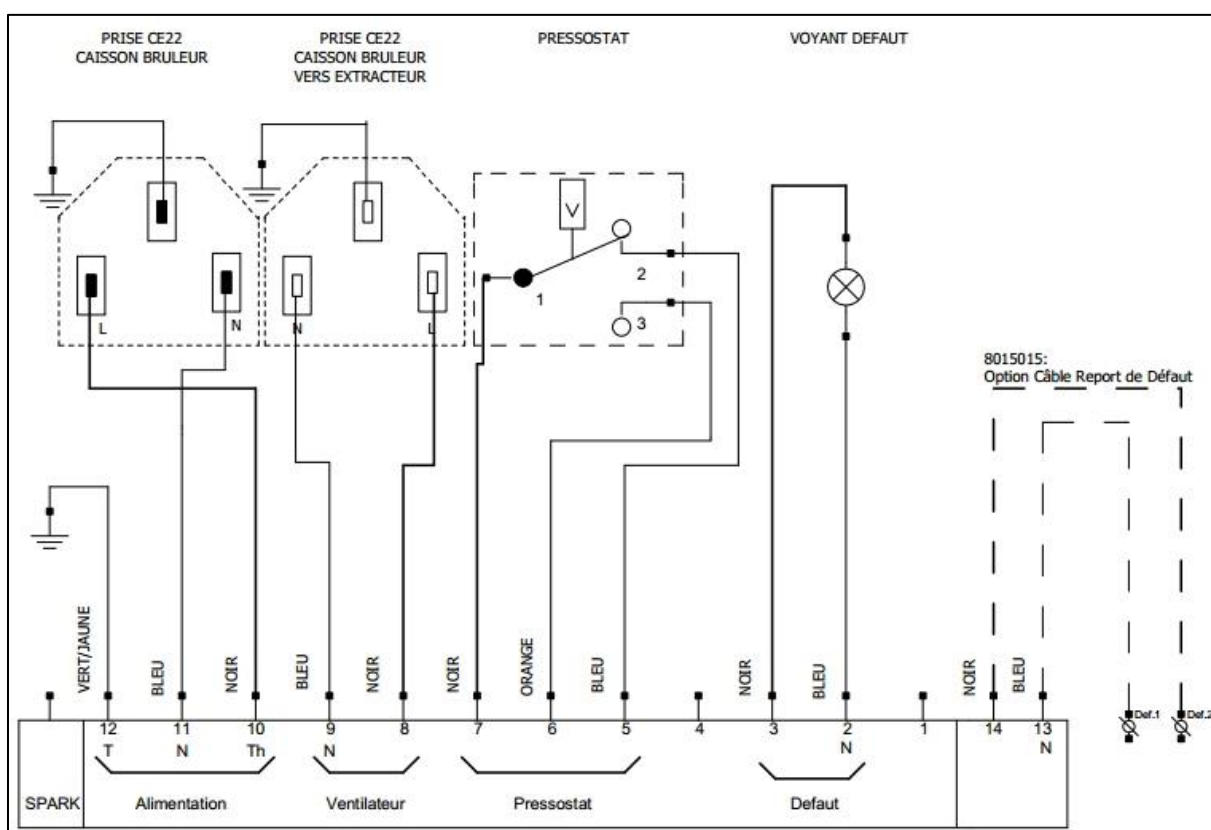 PRISE CE22
CAISSON BRULEUR
PRISE CE22
CAISSON BRULEUR
VERS EXTRACTEUR
PRESSOSTAT
VOYANT DEFAUT
L
N
N
L
1
2
3
8015015:
Option Câble Report de Défaut
VERT/JAUNE
BLEU
NOIR
BLEU
NOIR
NOIR
ORANGE
BLEU
NOIR
BLEU
NOIR
BLEU
Def.1
Def.2
12
11
10
9
8
7
6
5
4
3
2
1
14
13
T
N
Th
N
N
N
SPARK
Alimentation
Ventilateur
Pressostat
Defaut